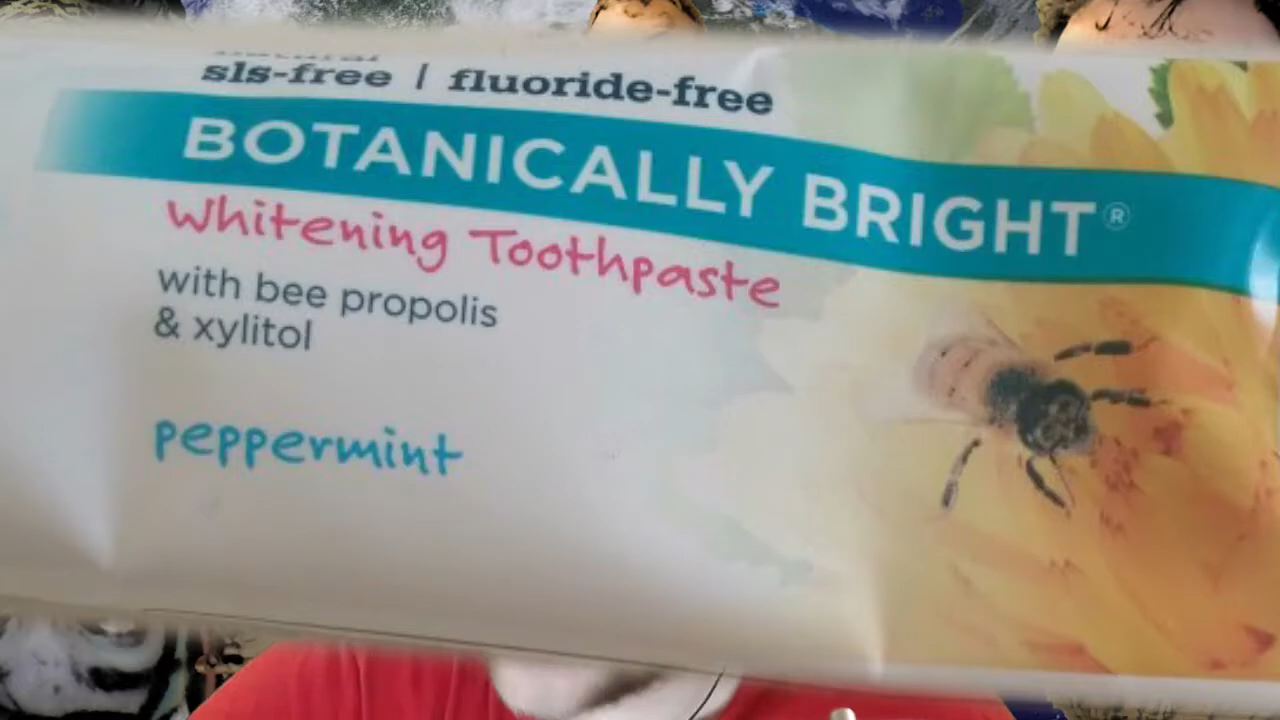 sls-free | fluoride-free
BOTANICALLY BRIGHT®
Whitening Toothpaste
with bee propolis
& xylitol
peppermint